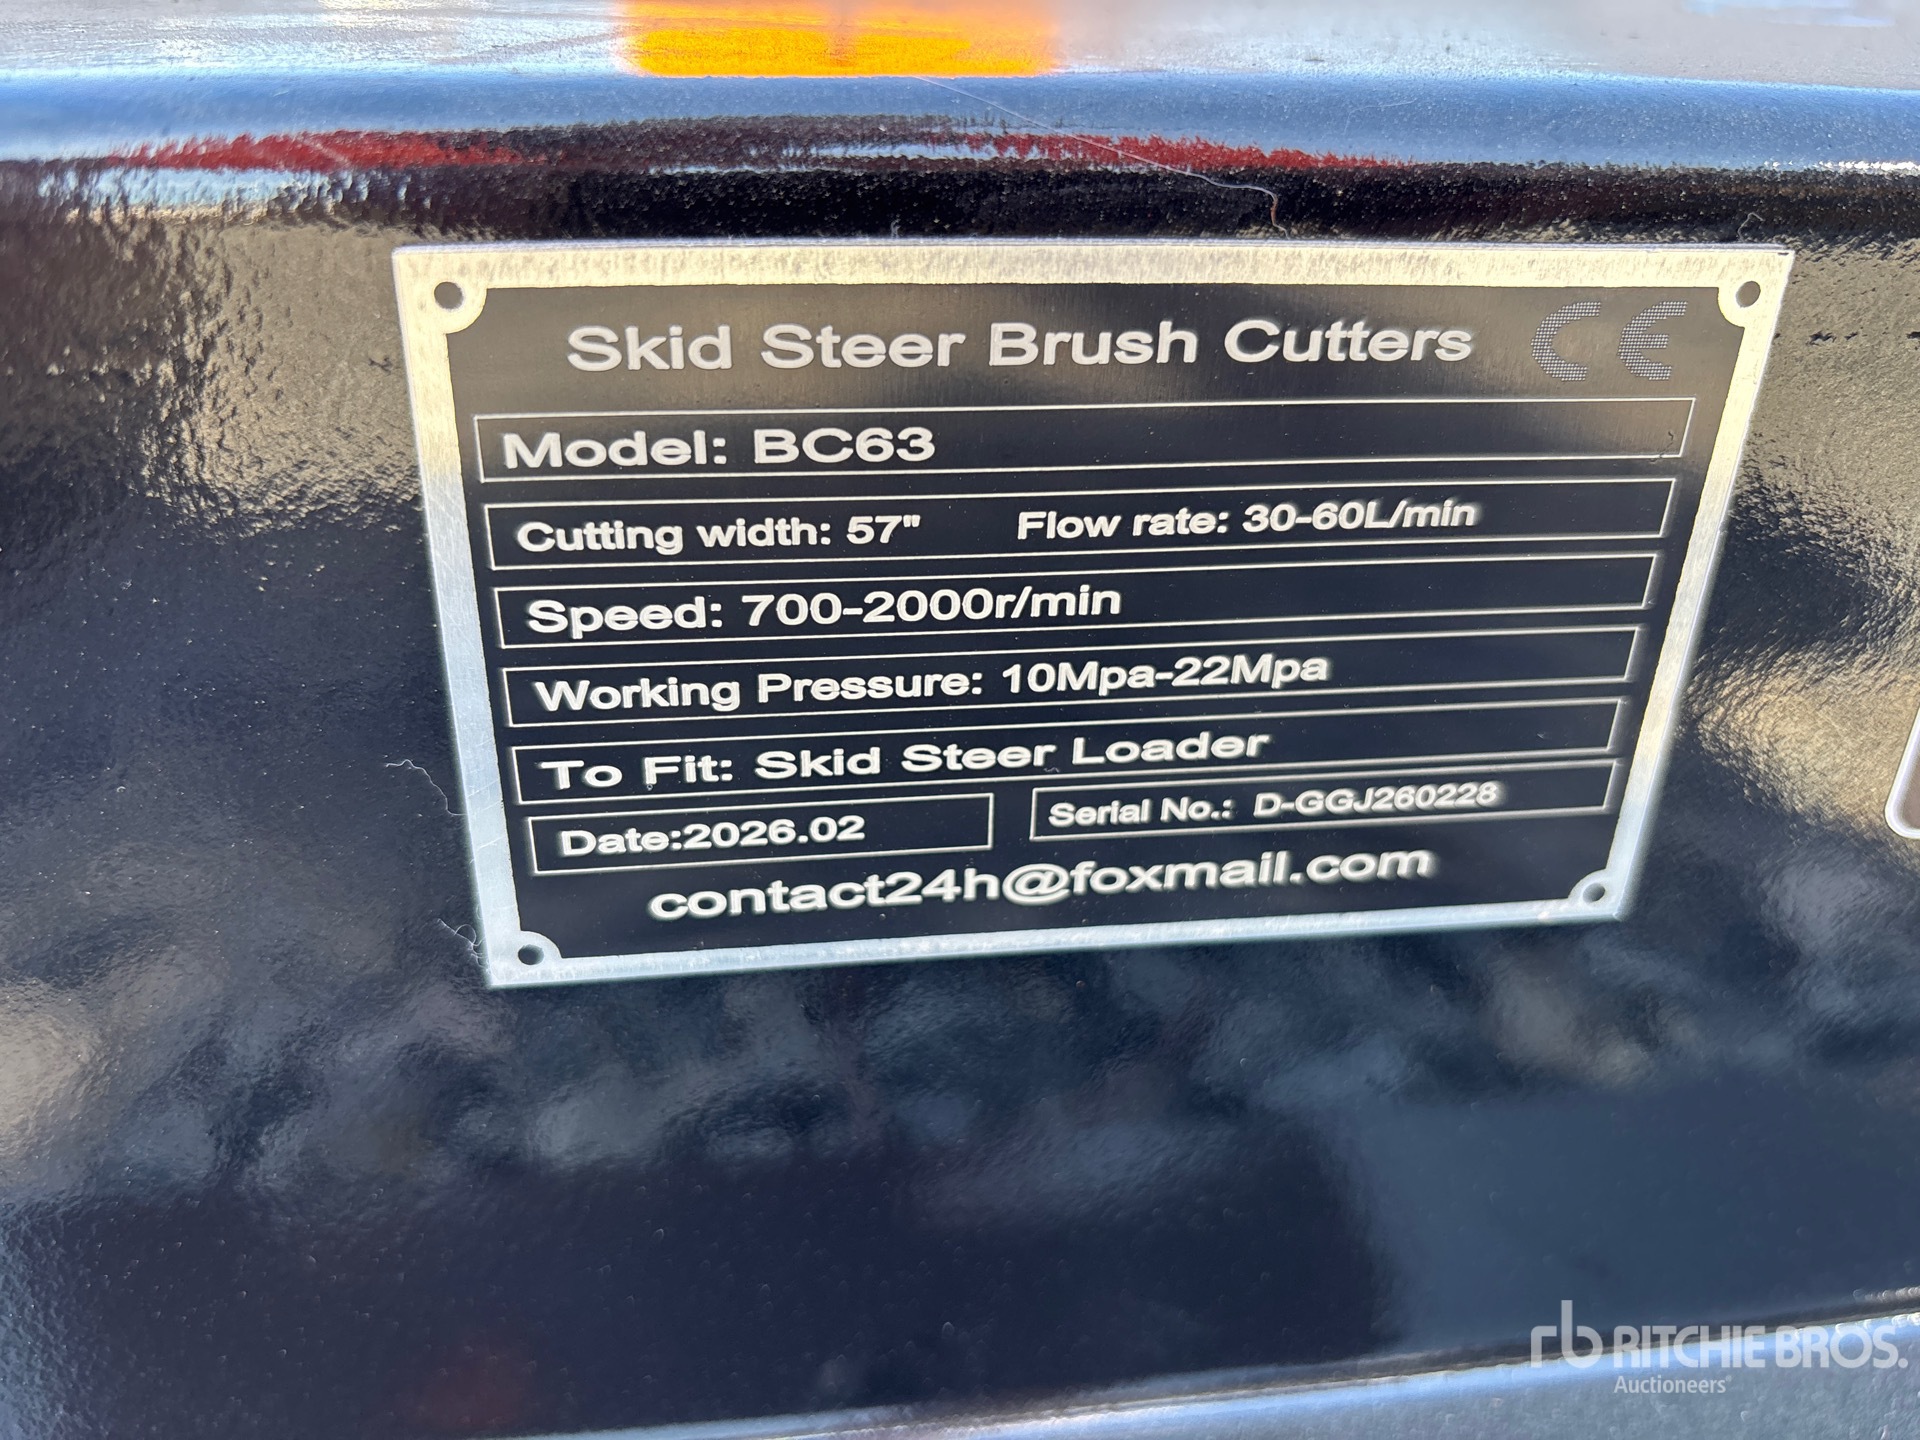 Skid Steer Brush Cutters CE
Model: BC63
Cutting width: 57" Flow rate: 30-60L/min
Speed: 700-2000r/min
Working Pressure: 10Mpa-22Mpa
To Fit: Skid Steer Loader
Date:2026.02 Serial No.: D-GGJ260228
contact24h@foxmail.com
rb RITCHIE BROS.
Auctioneers